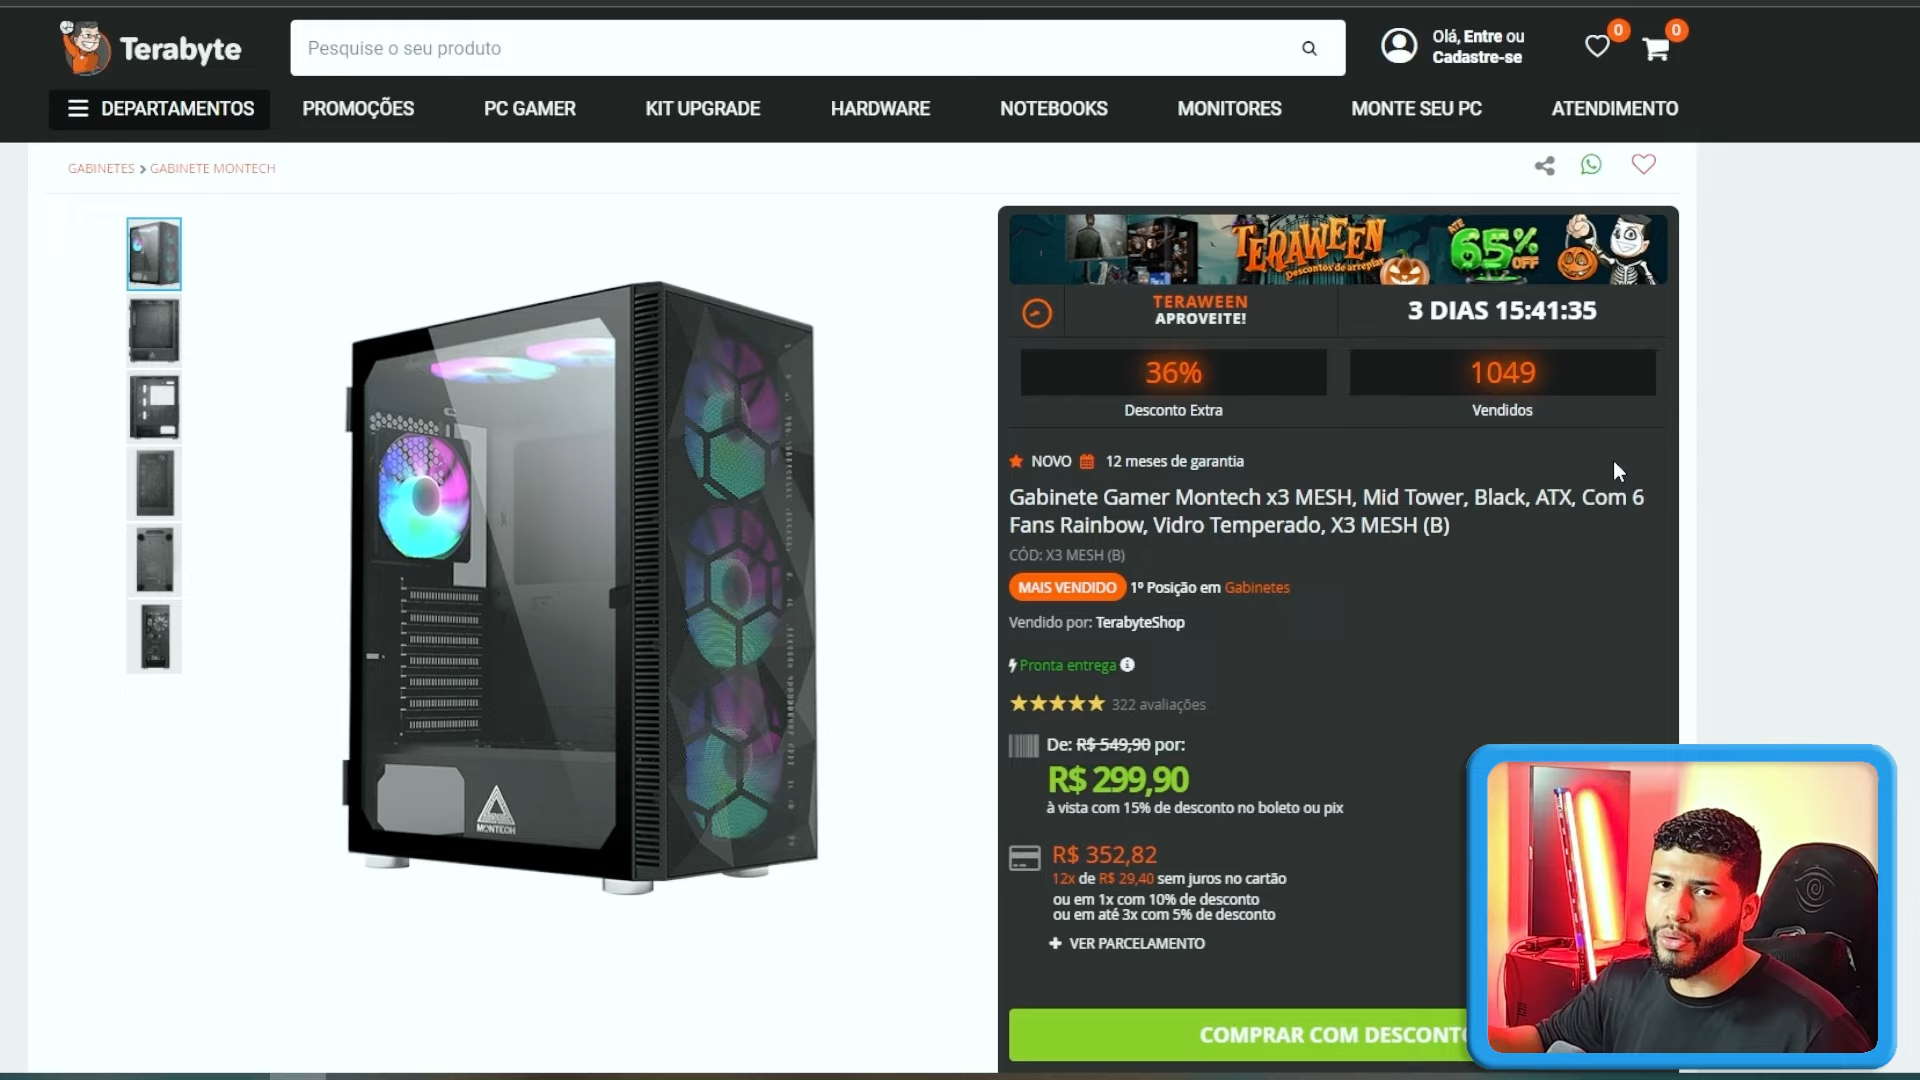 Terabyte
Pesquise o seu produto
Olá, Entre ou
Cadastre-se
0
0
DEPARTAMENTOS
PROMOÇÕES
PC GAMER
KIT UPGRADE
HARDWARE
NOTEBOOKS
MONITORES
MONTE SEU PC
ATENDIMENTO
GABINETES > GABINETE MONTECH
TERAWEEN
Descontos de arrepiar
ATÉ
65%
OFF
TERAWEEN
APROVEITE!
3 DIAS 15:41:35
36%
Desconto Extra
1049
Vendidos
NOVO 12 meses de garantia
Gabinete Gamer Montech x3 MESH, Mid Tower, Black, ATX, Com 6
Fans Rainbow, Vidro Temperado, X3 MESH (B)
CÓD: X3 MESH (B)
MAIS VENDIDO 1º Posição em Gabinetes
Vendido por: TerabyteShop
Pronta entrega
322 avaliações
De: R$ 549,90 por:
R$ 299,90
à vista com 15% de desconto no boleto ou pix
R$ 352,82
12x de R$ 29,40 sem juros no cartão
ou em 1x com 10% de desconto
ou em até 3x com 5% de desconto
+ VER PARCELAMENTO
COMPRAR COM DESCONTO
MONTECH